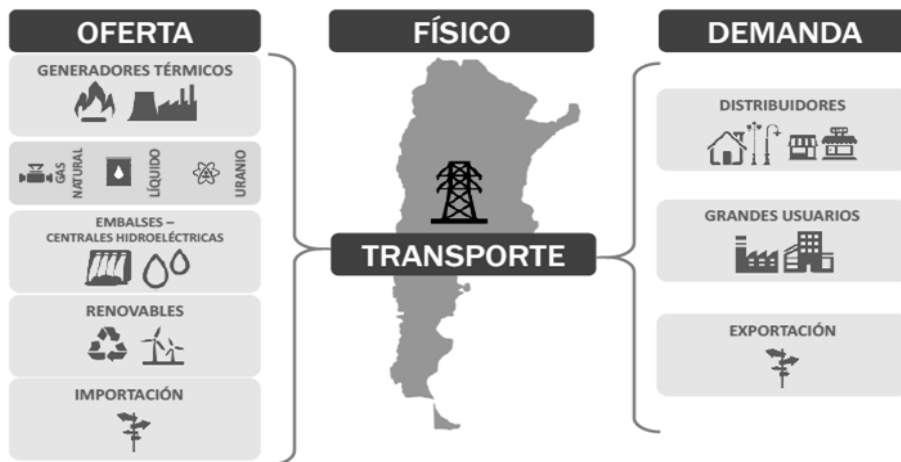 OFERTA
FÍSICO
DEMANDA
GENERADORES TÉRMICOS
GAS
NATURAL
LÍQUIDO
URANIO
EMBALSES –
CENTRALES HIDROELÉCTRICAS
RENOVABLES
IMPORTACIÓN
TRANSPORTE
DISTRIBUIDORES
GRANDES USUARIOS
EXPORTACIÓN